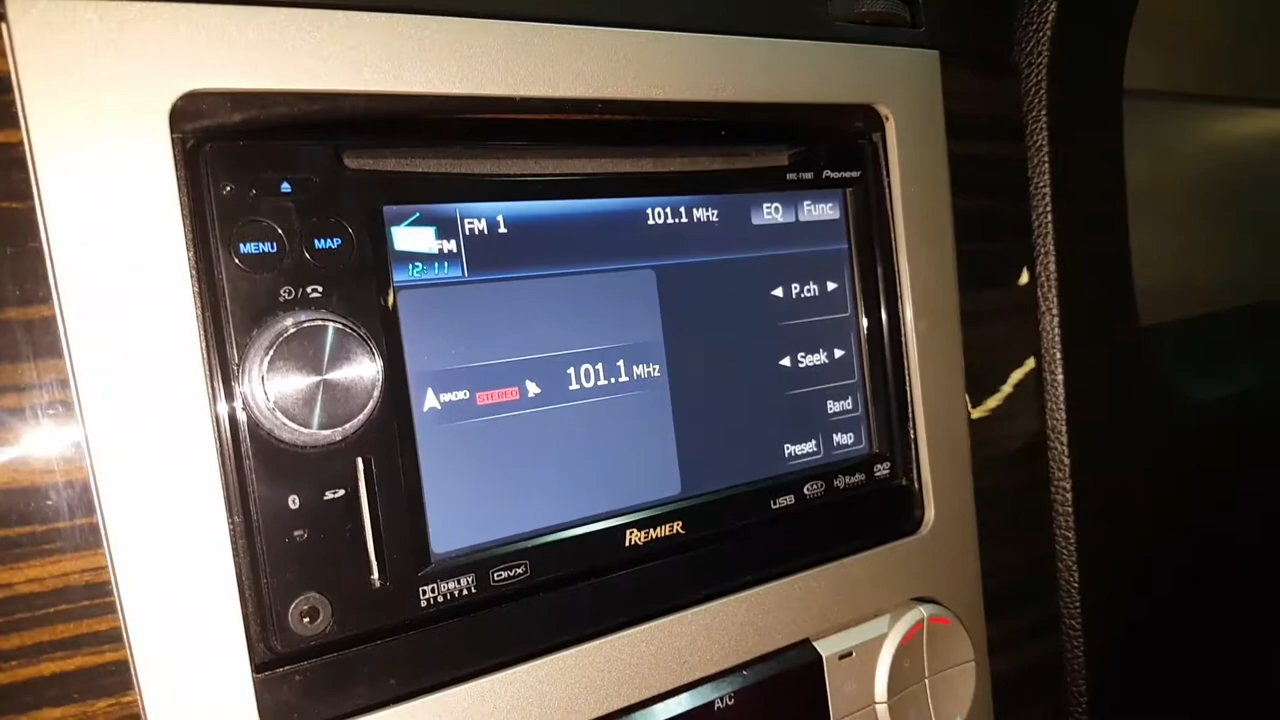 Pioneer
FM 1
101.1 MHz
EQ
Func
FM
12:11
MENU
MAP
P.ch
RADIO
STEREO
101.1 MHz
Seek
Band
Preset
Map
USB
SAT
HD Radio
DVD
SD
PREMIER
DOLBY
DIGITAL
DIVX
A/C